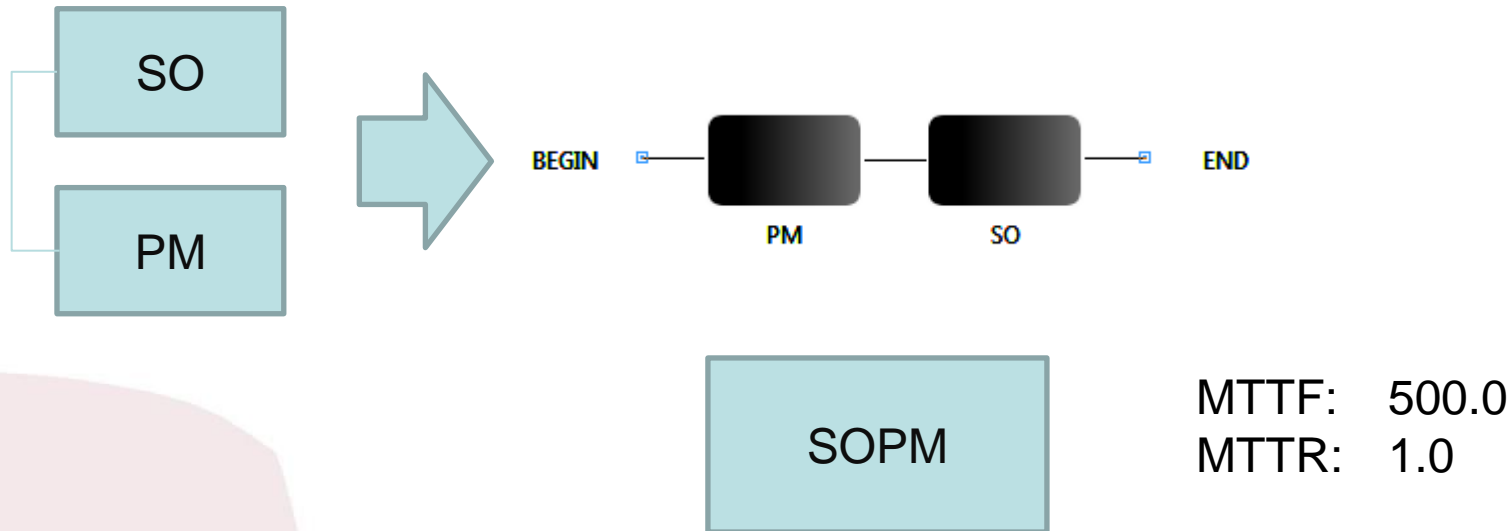 SO
PM
BEGIN
END
PM
SO
SOPM
MTTF: 500.0
MTTR: 1.0